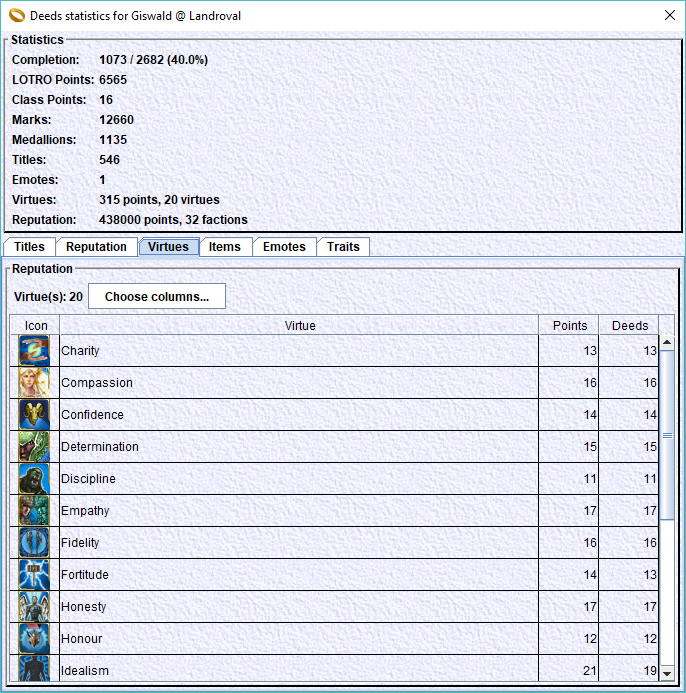 Deeds statistics for Giswald @ Landroval
Statistics
Completion: 1073 / 2682 (40.0%)
LOTRO Points: 6565
Class Points: 16
Marks: 12660
Medallions: 1135
Titles: 546
Emotes: 1
Virtues: 315 points, 20 virtues
Reputation: 438000 points, 32 factions
Titles Reputation Virtues Items Emotes Traits
Reputation
Virtue(s): 20 Choose columns...
Icon Virtue Points Deeds
Charity 13 13
Compassion 16 16
Confidence 14 14
Determination 15 15
Discipline 11 11
Empathy 17 17
Fidelity 16 16
Fortitude 14 13
Honesty 17 17
Honour 12 12
Idealism 21 19